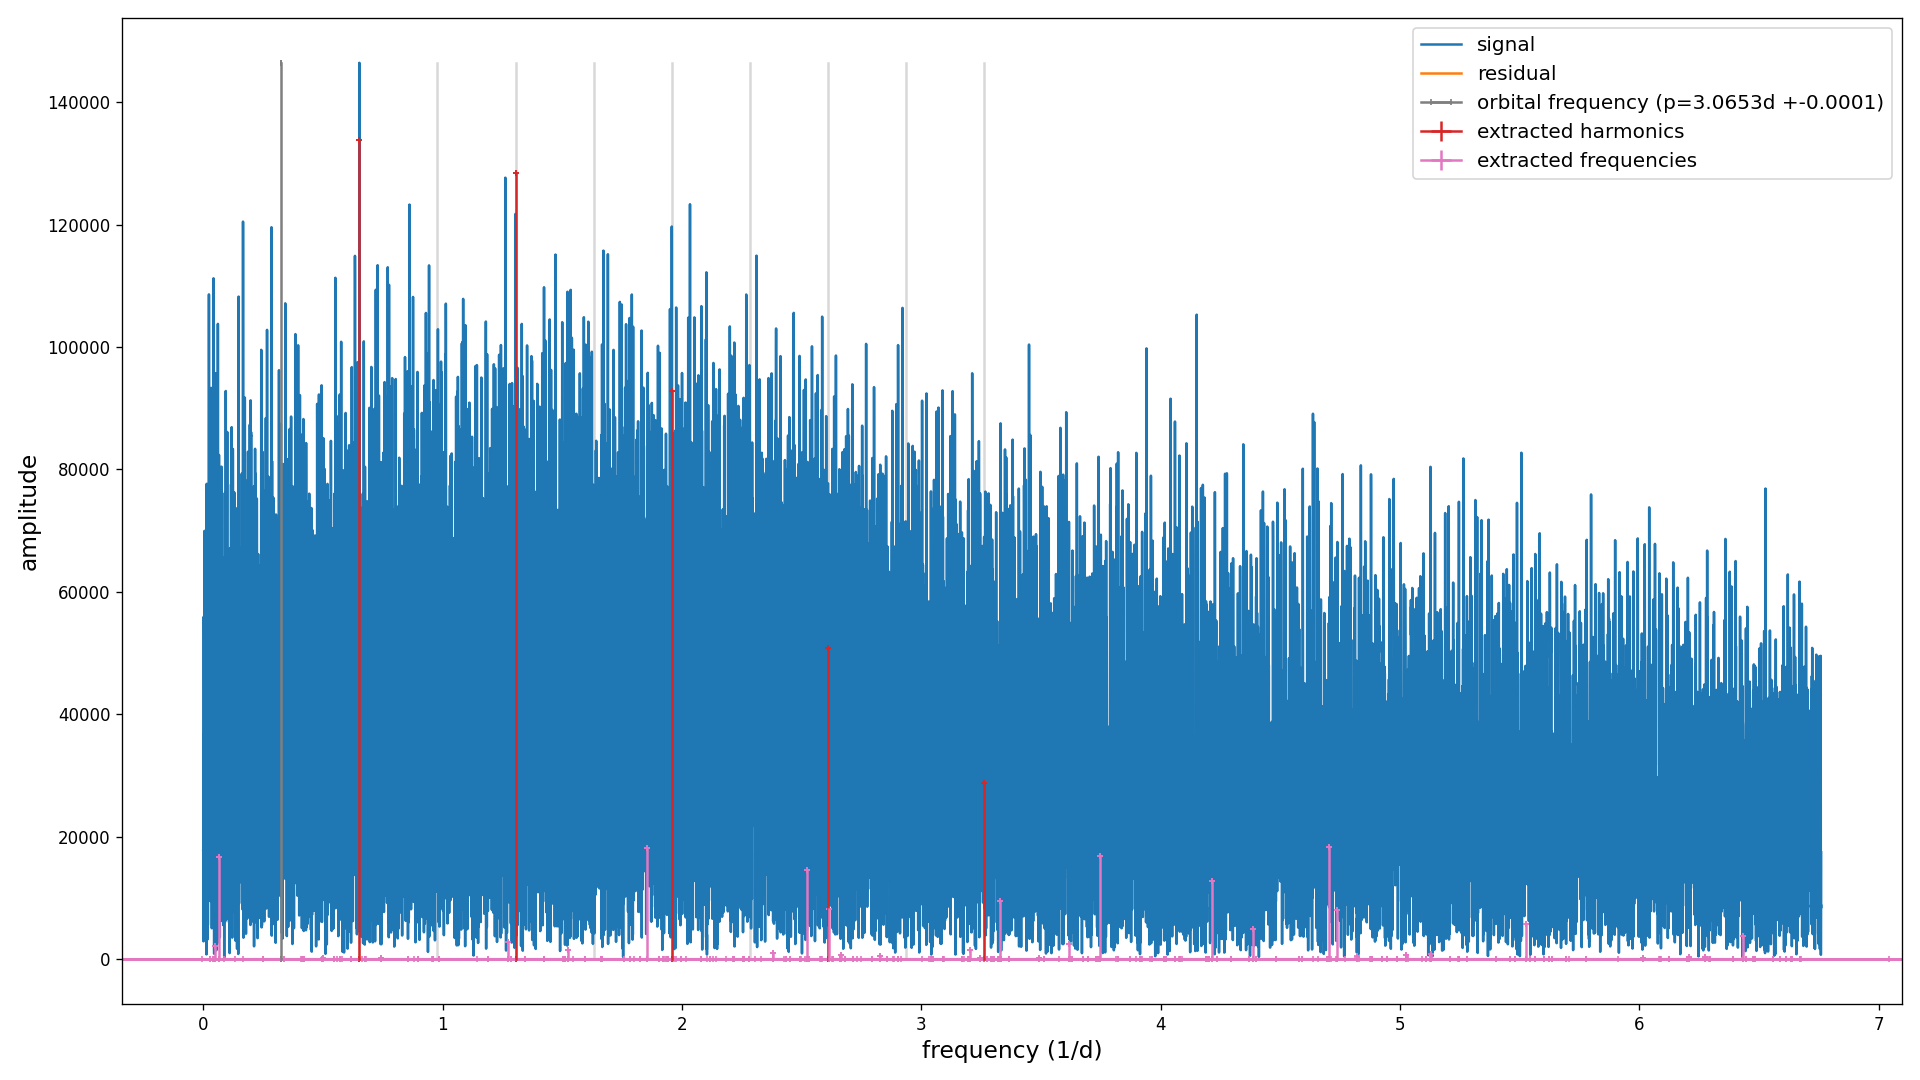 signal
residual
orbital frequency (p=3.0653d +-0.0001)
extracted harmonics
extracted frequencies
140000
120000
100000
80000
60000
40000
20000
0
amplitude
0 1 2 3 4 5 6 7
frequency (1/d)